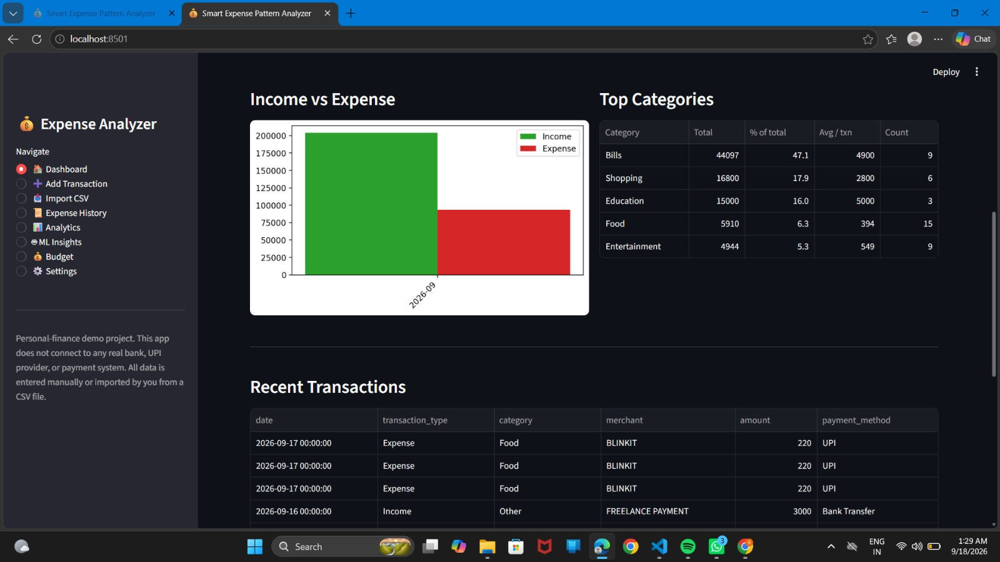 Smart Expense Pattern Analyzer
Smart Expense Pattern Analyzer
localhost:8501
Chat
Deploy
Expense Analyzer
Navigate
Dashboard
Add Transaction
Import CSV
Expense History
Analytics
ML Insights
Budget
Settings
Personal-finance demo project. This app
does not connect to any real bank, UPI
provider, or payment system. All data is
entered manually or imported by you from a
CSV file.
Income vs Expense
200000
175000
150000
125000
100000
75000
50000
25000
0
Income
Expense
2026-09
Top Categories
Category Total % of total Avg / txn Count
Bills 44097 47.1 4900 9
Shopping 16800 17.9 2800 6
Education 15000 16.0 5000 3
Food 5910 6.3 394 15
Entertainment 4944 5.3 549 9
Recent Transactions
date transaction_type category merchant amount payment_method
2026-09-17 00:00:00 Expense Food BLINKIT 220 UPI
2026-09-17 00:00:00 Expense Food BLINKIT 220 UPI
2026-09-17 00:00:00 Expense Food BLINKIT 220 UPI
2026-09-16 00:00:00 Income Other FREELANCE PAYMENT 3000 Bank Transfer
Search
3
ENG
IN
1:29 AM
9/18/2026